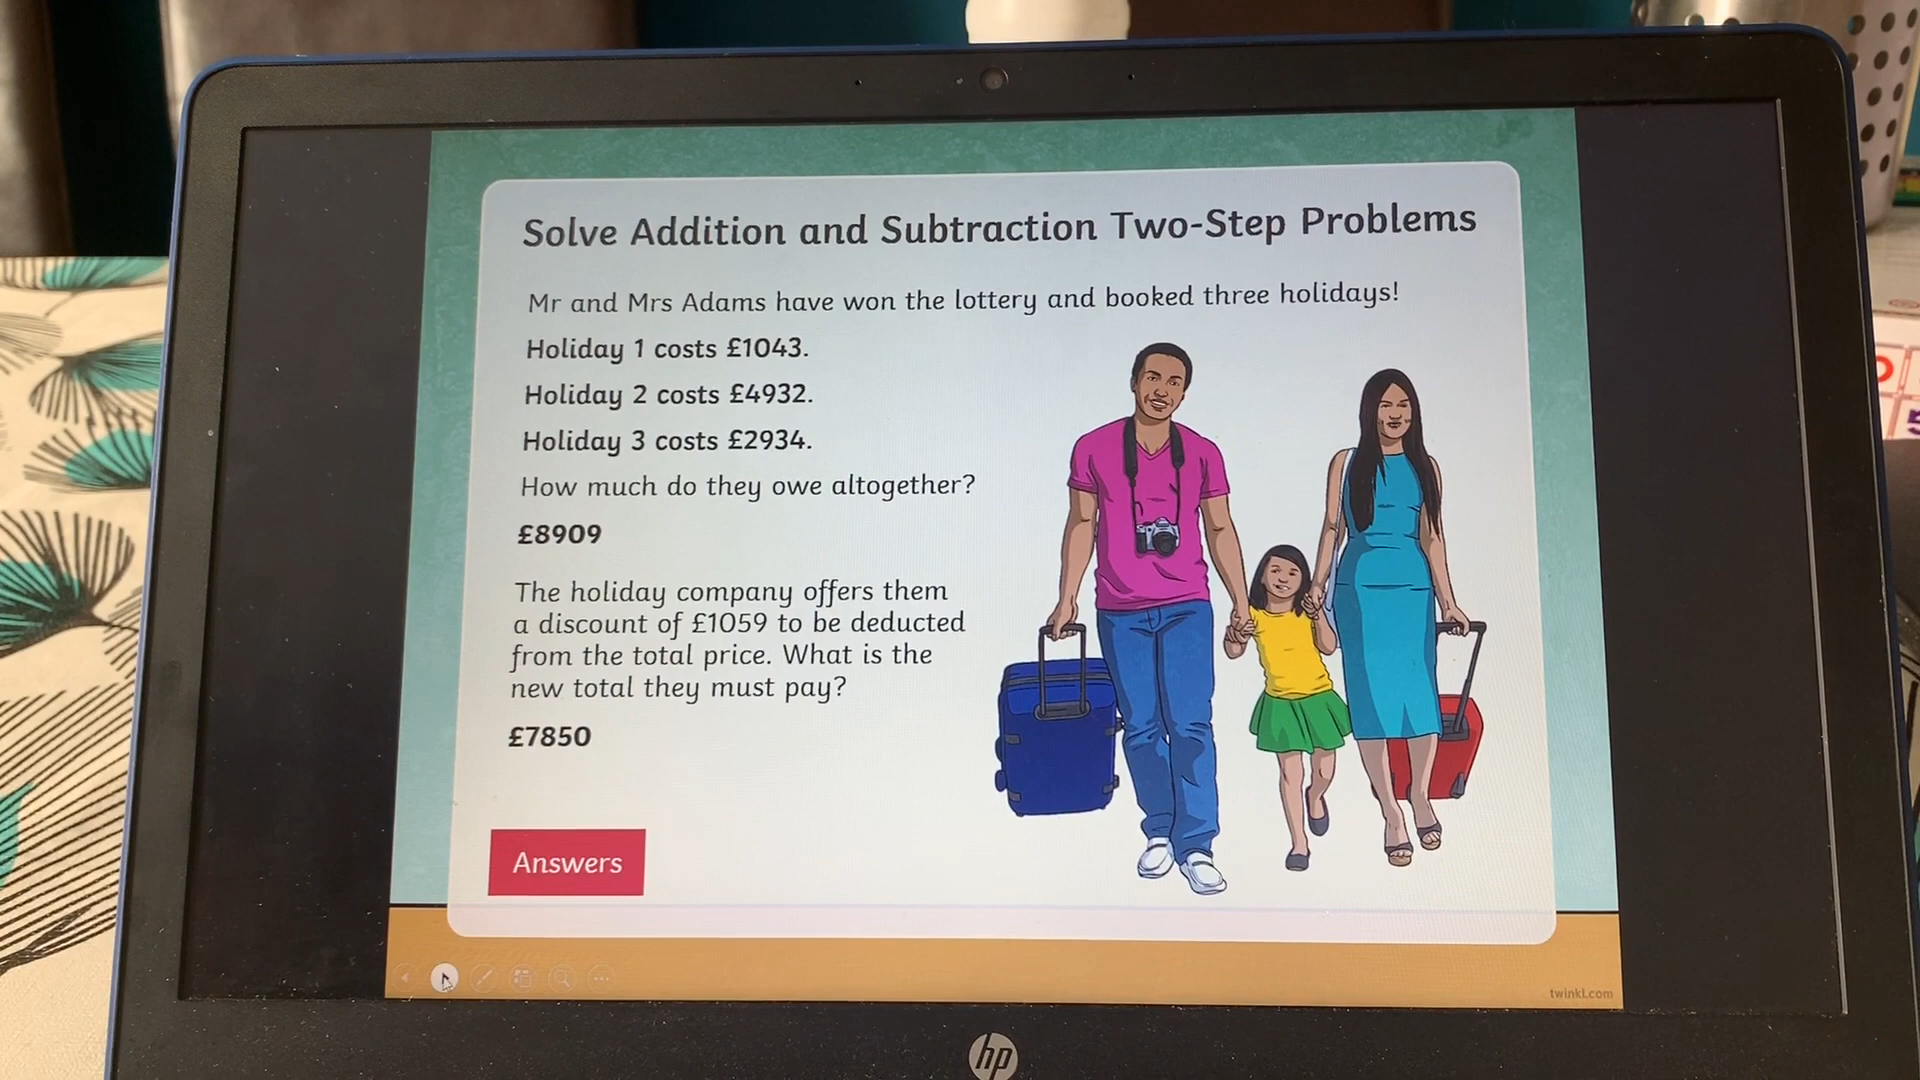 Solve Addition and Subtraction Two-Step Problems
Mr and Mrs Adams have won the lottery and booked three holidays!
Holiday 1 costs £1043.
Holiday 2 costs £4932.
Holiday 3 costs £2934.
How much do they owe altogether?
£8909
The holiday company offers them
a discount of £1059 to be deducted
from the total price. What is the
new total they must pay?
£7850
Answers
twinkl.com
hp
5